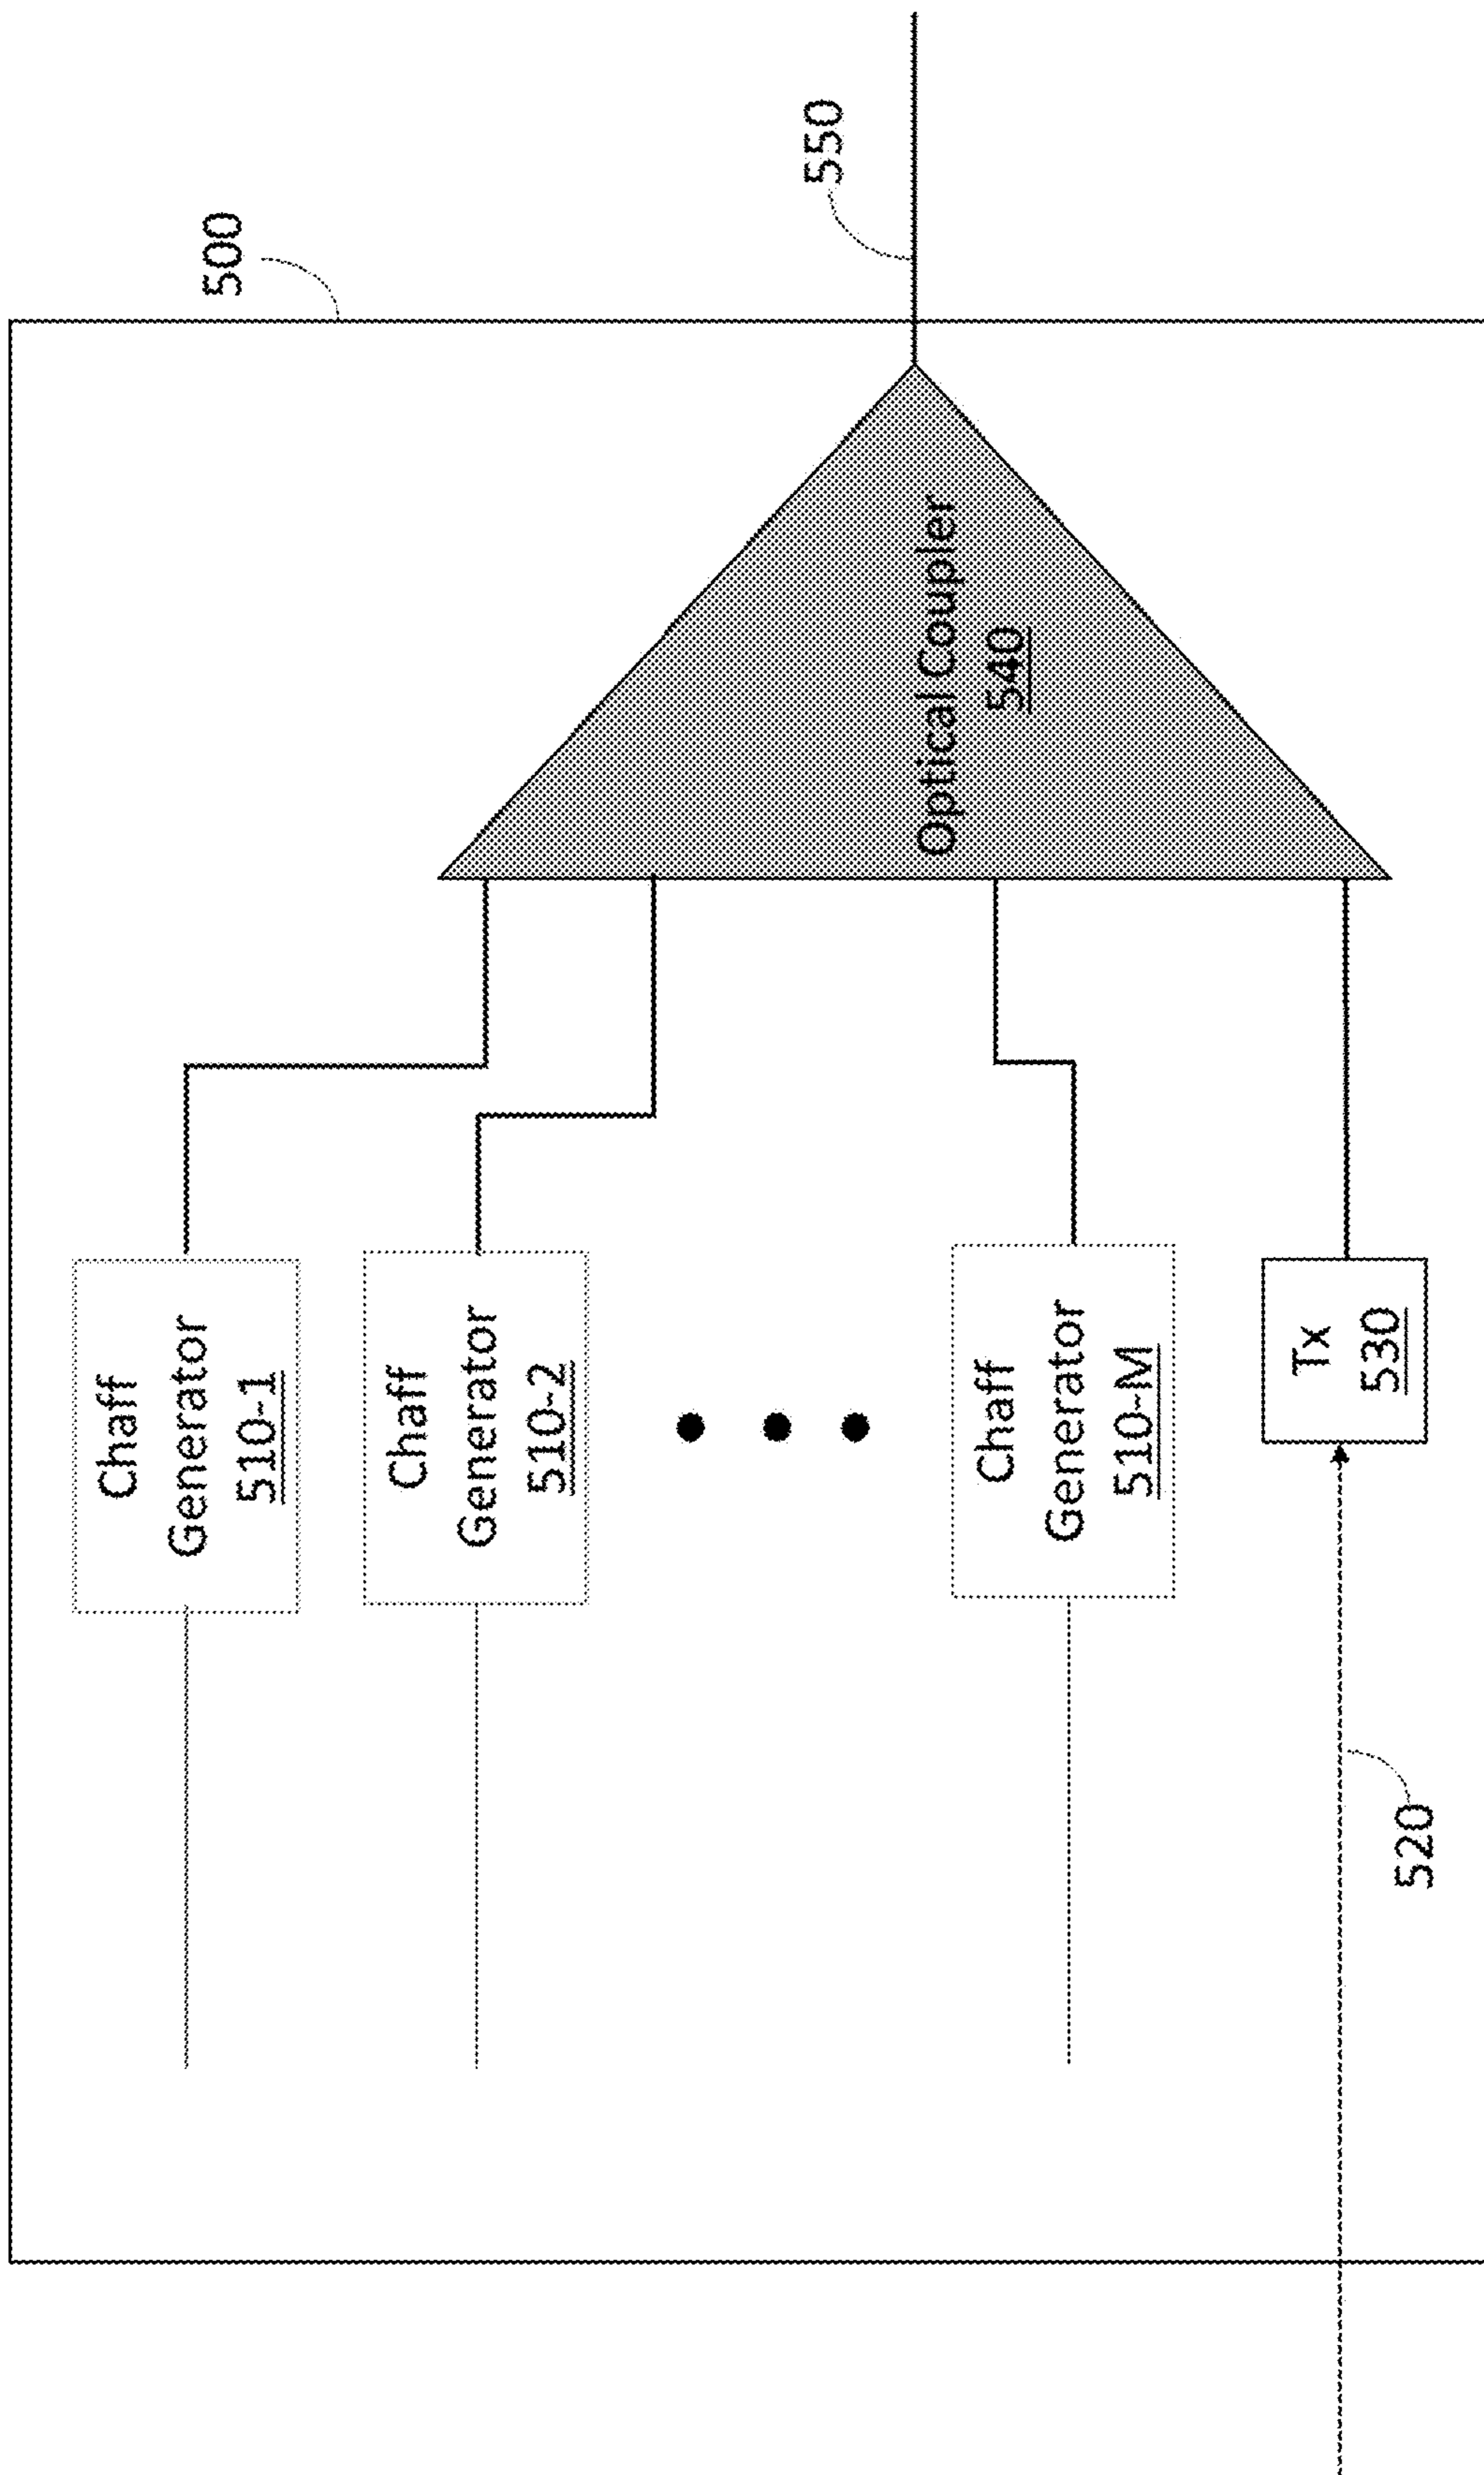 500
550
Chaff
Generator
510-1
Chaff
Generator
510-2
Chaff
Generator
510-M
Tx
530
520
Optical Coupler
540